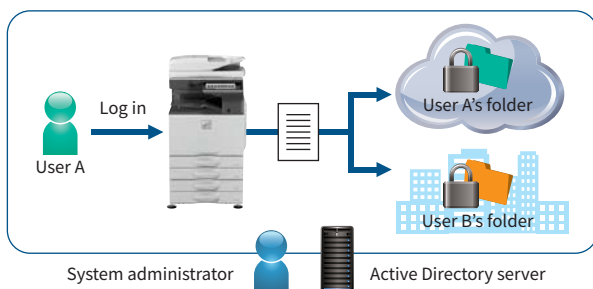 Log in
User A
User A's folder
User B's folder
System administrator
Active Directory server